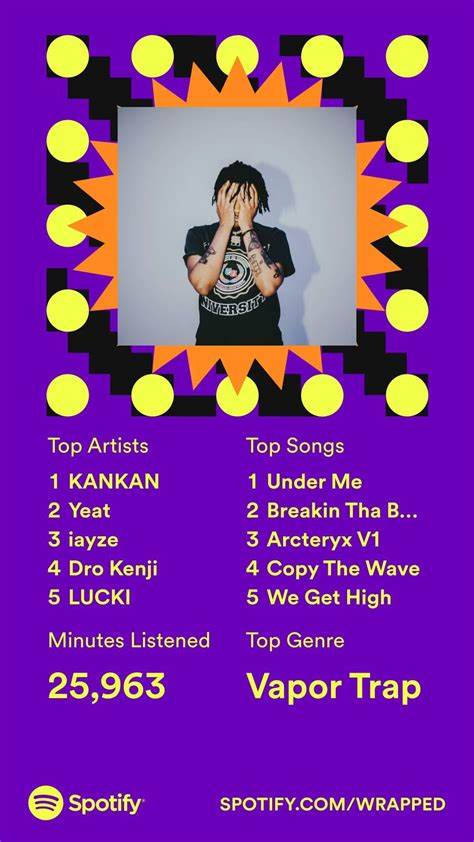 UNIVERSITY
Top Artists
1 KANKAN
2 Yeat
3 iayze
4 Dro Kenji
5 LUCKI
Top Songs
1 Under Me
2 Breakin Tha B...
3 Arcteryx V1
4 Copy The Wave
5 We Get High
Minutes Listened
25,963
Top Genre
Vapor Trap
Spotify
SPOTIFY.COM/WRAPPED